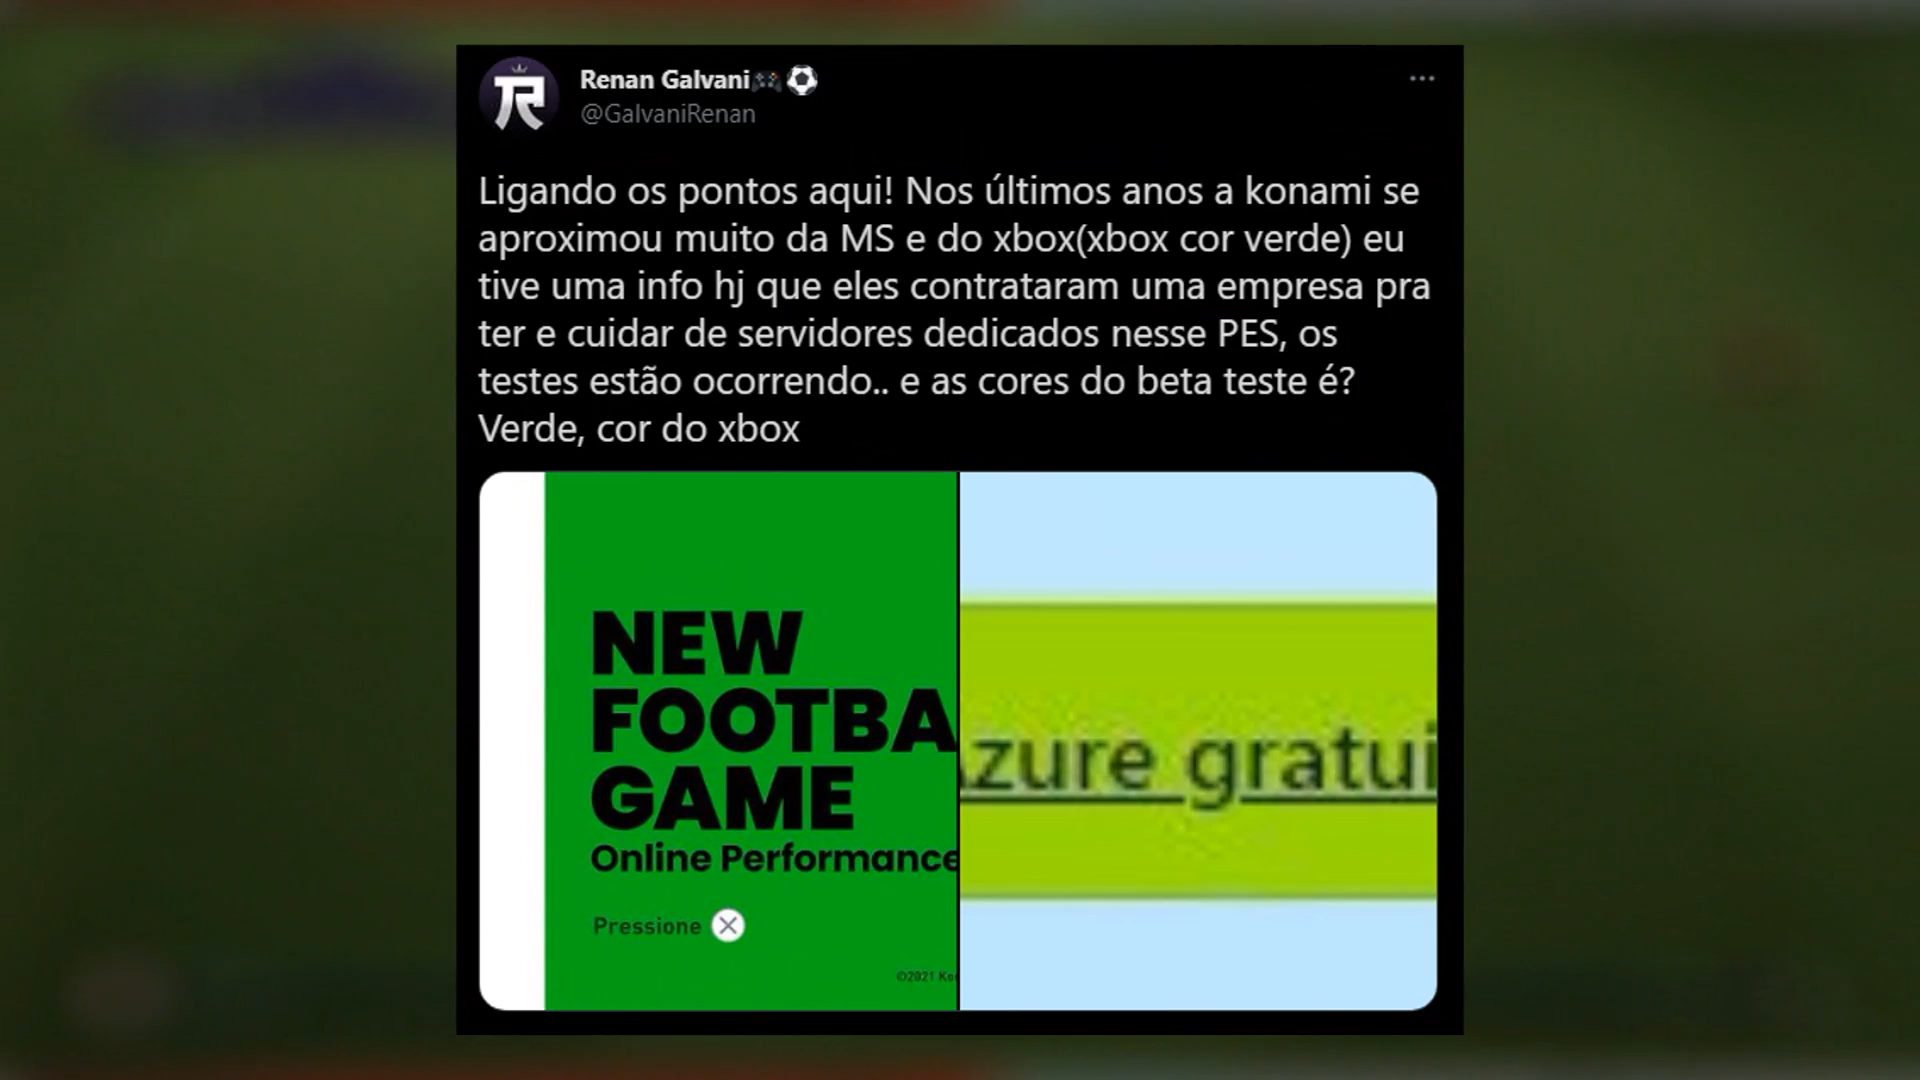 Renan Galvani🎮⚽
@GalvaniRenan
Ligando os pontos aqui! Nos últimos anos a konami se
aproximou muito da MS e do xbox(xbox cor verde) eu
tive uma info hj que eles contrataram uma empresa pra
ter e cuidar de servidores dedicados nesse PES, os
testes estão ocorrendo.. e as cores do beta teste é?
Verde, cor do xbox
NEW
FOOTBA
GAME
Online Performance
Pressione
©2021 Ko
zure gratui